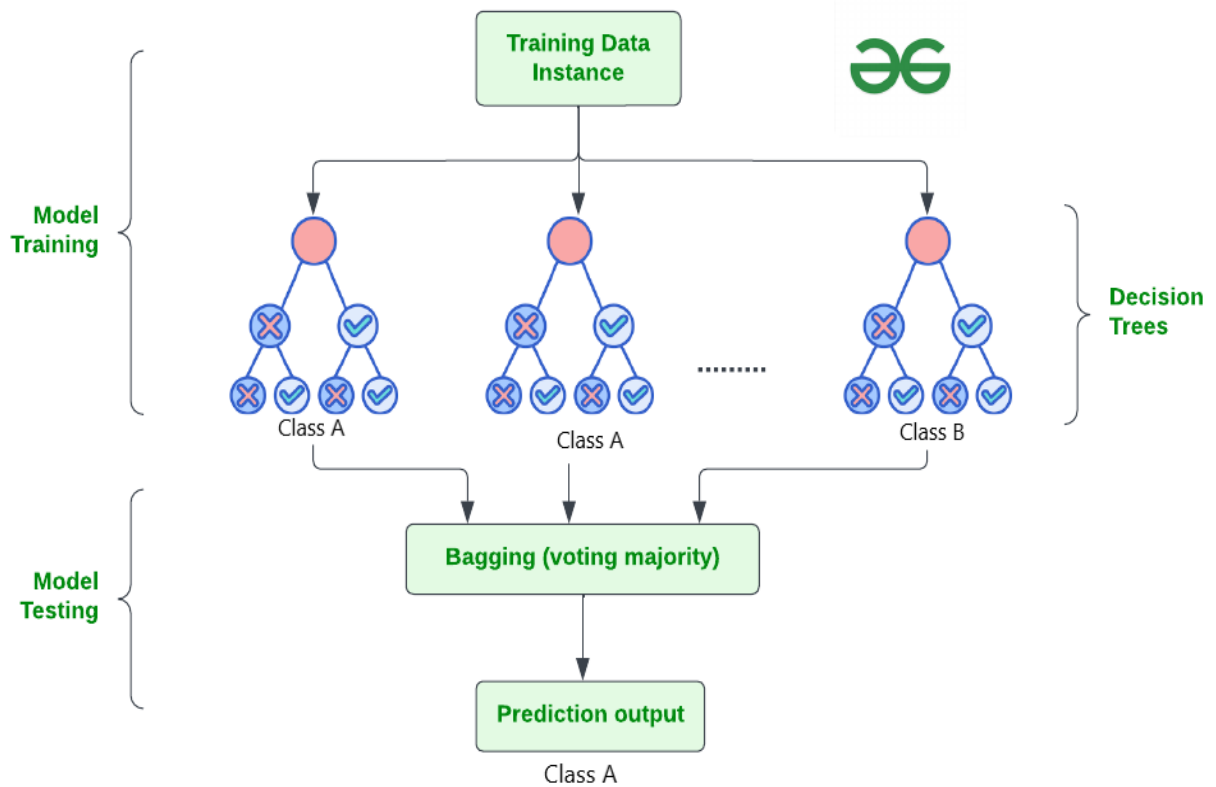 Training Data
Instance
Model
Training
Decision
Trees
Class A
Class A
Class B
Bagging (voting majority)
Model
Testing
Prediction output
Class A